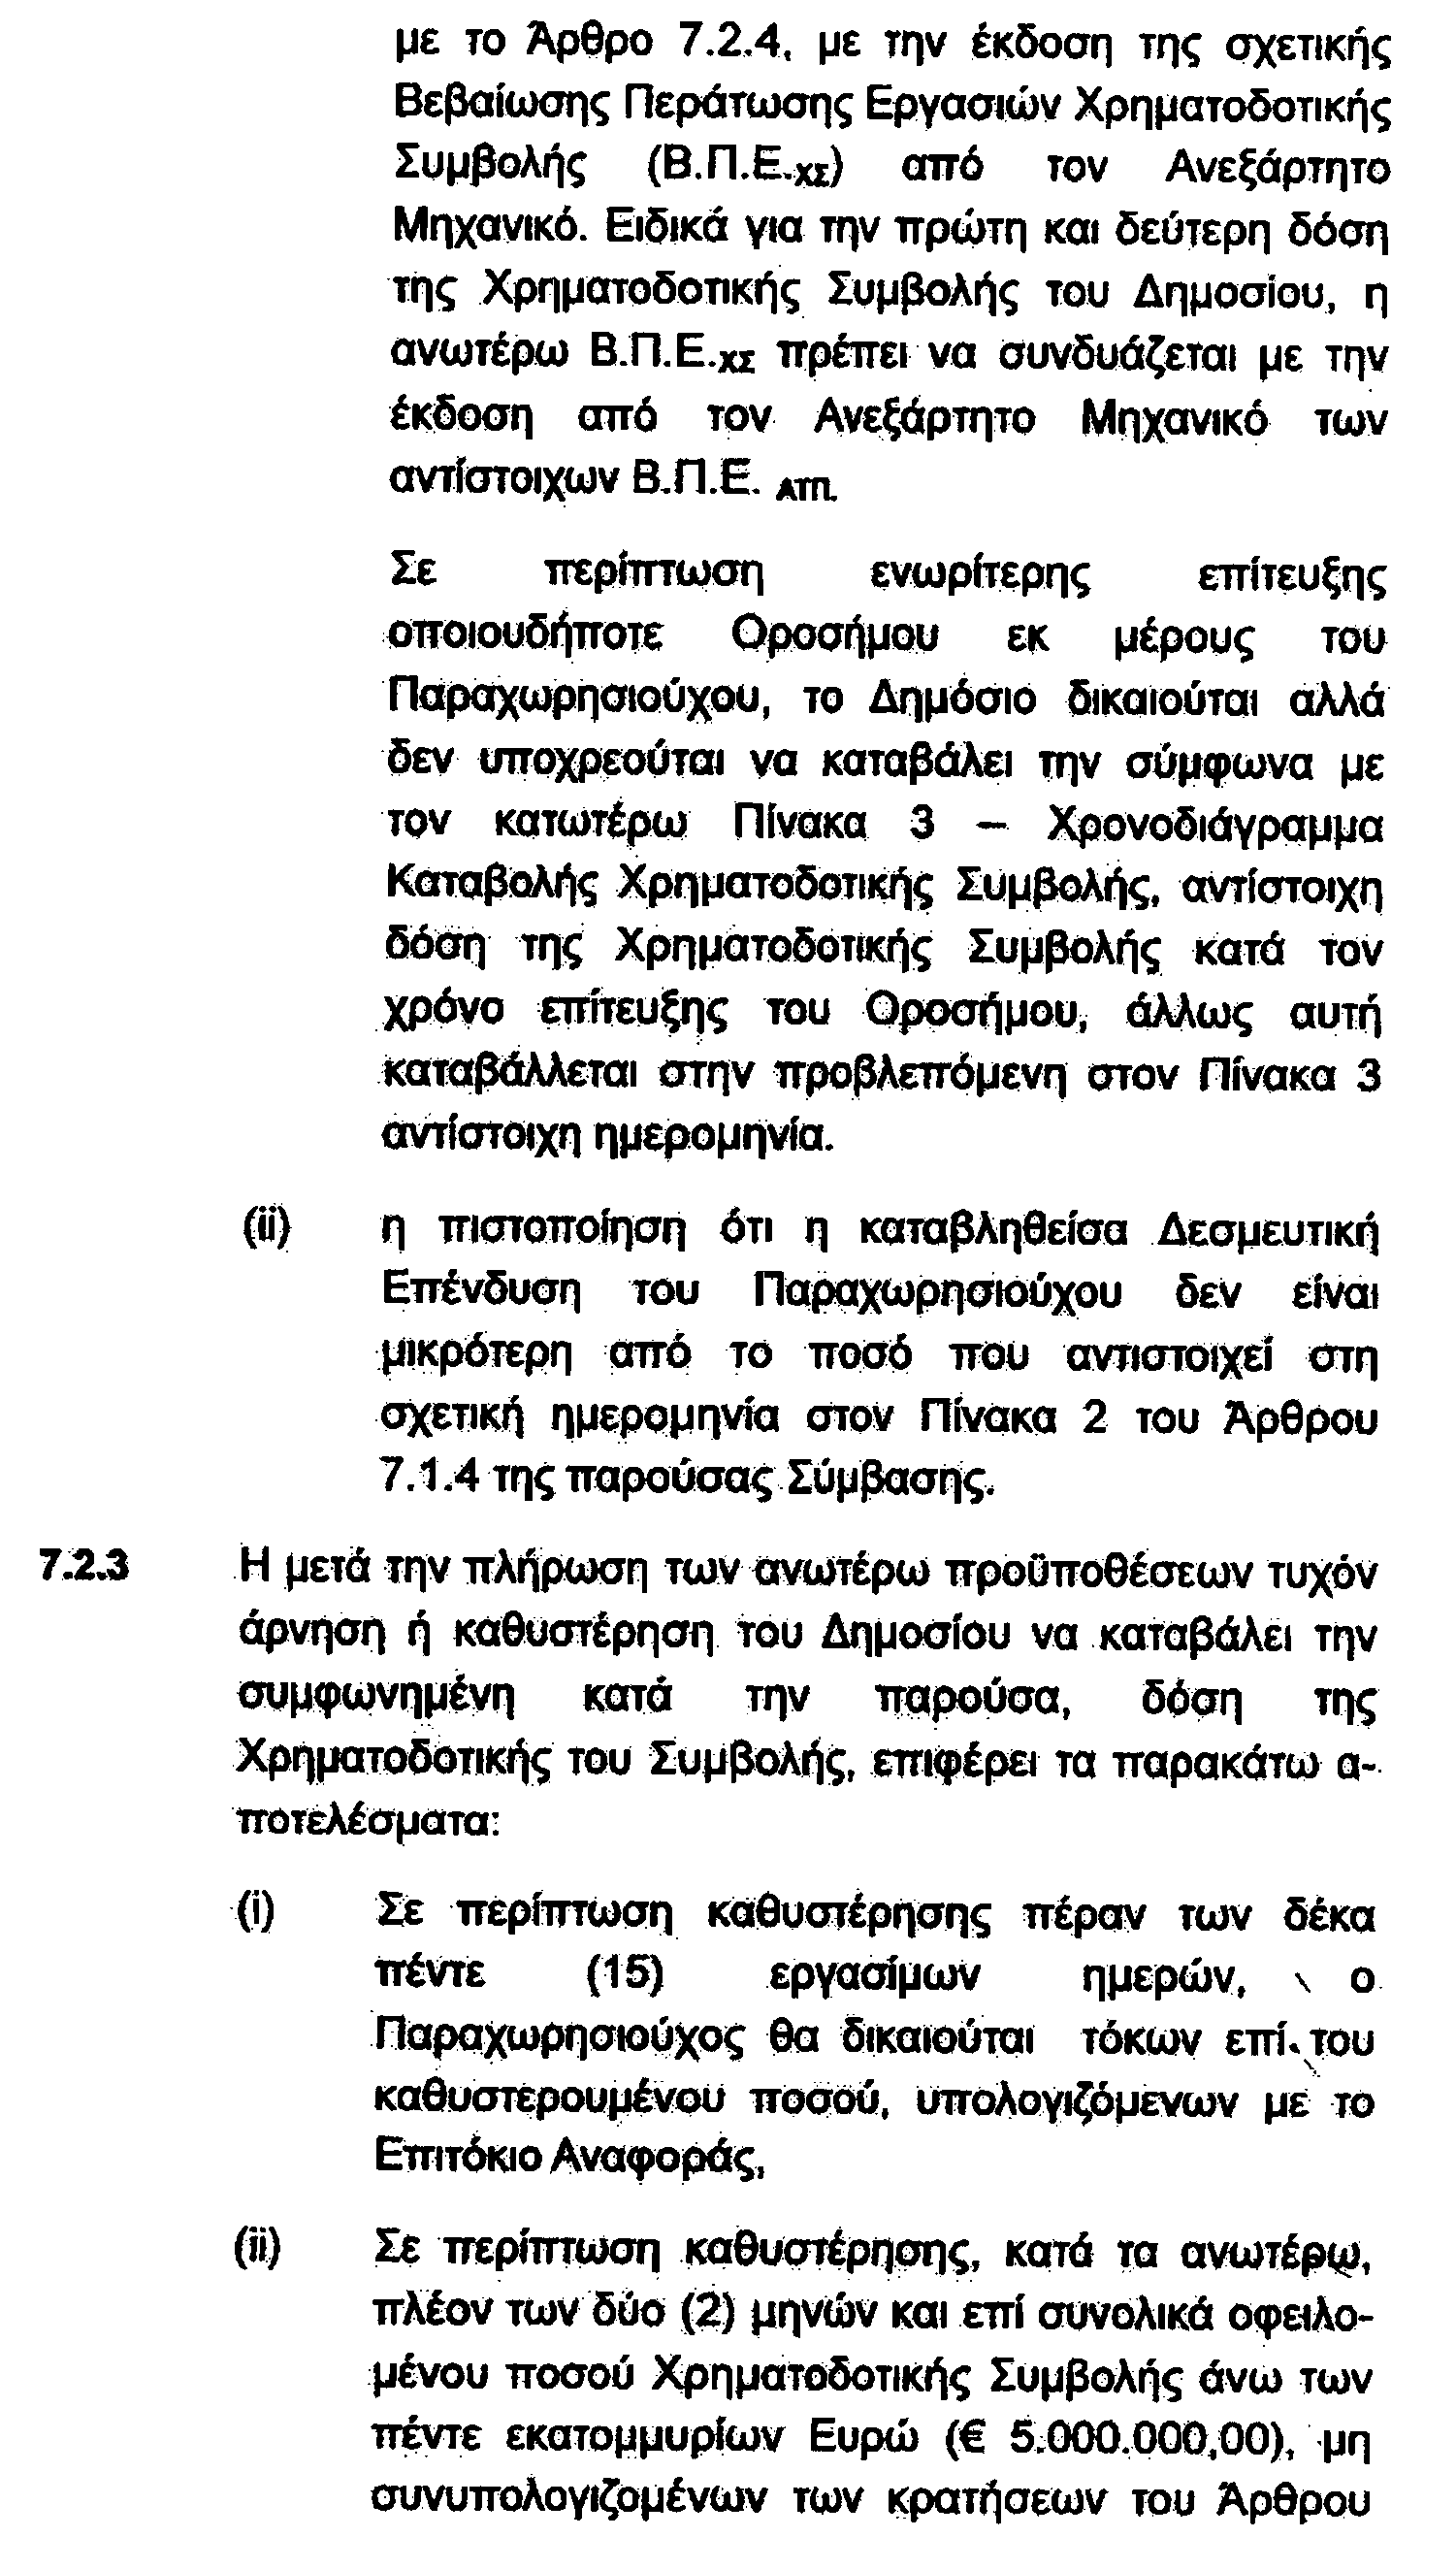 με το Άρθρο 7.2.4, με την έκδοση της σχετικής
Βεβαίωσης Περάτωσης Εργασιών Χρηματοδοτικής
Συμβολής (Β.Π.Ε.ΧΣ) από τον Ανεξάρτητο
Μηχανικό. Ειδικά για την πρώτη και δεύτερη δόση
της Χρηματοδοτικής Συμβολής του Δημοσίου, η
ανωτέρω Β.Π.Ε.ΧΣ πρέπει να συνδυάζεται με την
έκδοση από τον Ανεξάρτητο Μηχανικό των
αντίστοιχων Β.Π.Ε. ΑΤΠ.
Σε περίπτωση ενωρίτερης επίτευξης
οποιουδήποτε Οροσήμου εκ μέρους του
Παραχωρησιούχου, το Δημόσιο δικαιούται αλλά
δεν υποχρεούται να καταβάλει την σύμφωνα με
τον κατωτέρω Πίνακα 3 – Χρονοδιάγραμμα
Καταβολής Χρηματοδοτικής Συμβολής, αντίστοιχη
δόση της Χρηματοδοτικής Συμβολής κατά τον
χρόνο επίτευξης του Οροσήμου, άλλως αυτή
καταβάλλεται στην προβλεπόμενη στον Πίνακα 3
αντίστοιχη ημερομηνία.
(ii) η πιστοποίηση ότι η καταβληθείσα Δεσμευτική
Επένδυση του Παραχωρησιούχου δεν είναι
μικρότερη από το ποσό που αντιστοιχεί στη
σχετική ημερομηνία στον Πίνακα 2 του Άρθρου
7.1.4 της παρούσας Σύμβασης.
7.2.3 Η μετά την πλήρωση των ανωτέρω προϋποθέσεων τυχόν
άρνηση ή καθυστέρηση του Δημοσίου να καταβάλει την
συμφωνημένη κατά την παρούσα, δόση της
Χρηματοδοτικής του Συμβολής, επιφέρει τα παρακάτω α-
ποτελέσματα:
(i) Σε περίπτωση καθυστέρησης πέραν των δέκα
πέντε (15) εργασίμων ημερών, ο
Παραχωρησιούχος θα δικαιούται τόκων επί του
καθυστερουμένου ποσού, υπολογιζόμενων με το
Επιτόκιο Αναφοράς,
(ii) Σε περίπτωση καθυστέρησης, κατά τα ανωτέρω,
πλέον των δύο (2) μηνών και επί συνολικά οφειλο-
μένου ποσού Χρηματοδοτικής Συμβολής άνω των
πέντε εκατομμυρίων Ευρώ (€ 5.000.000,00), μη
συνυπολογιζομένων των κρατήσεων του Άρθρου